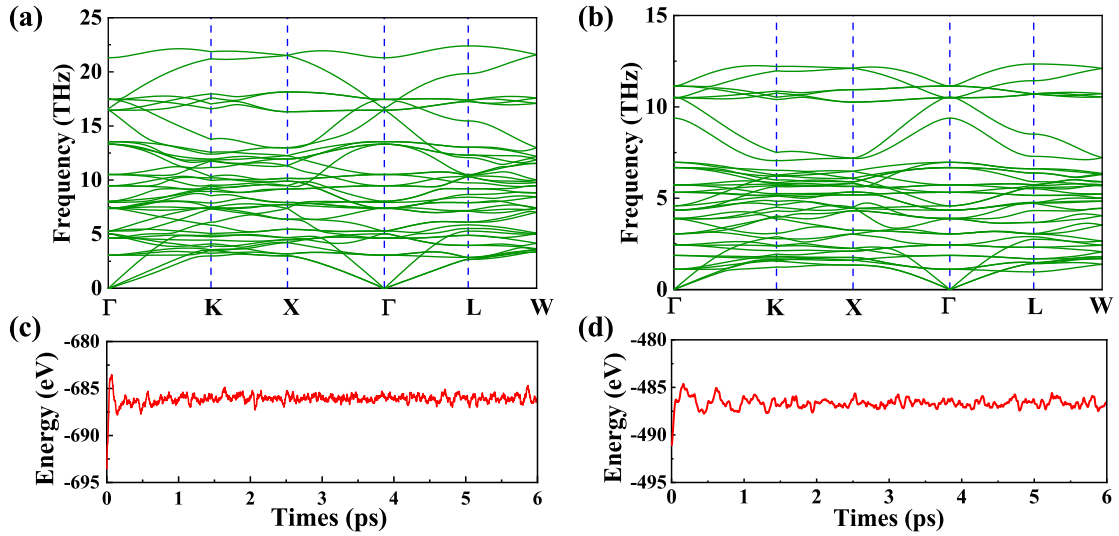 (a)
25
20
15
10
5
0
Frequency (THz)
Γ K X Γ L W
(b)
15
10
5
0
Frequency (THz)
Γ K X Γ L W
(c)
-680
-685
-690
-695
Energy (eV)
0 1 2 3 4 5 6
Times (ps)
(d)
-480
-485
-490
-495
Energy (eV)
0 1 2 3 4 5 6
Times (ps)